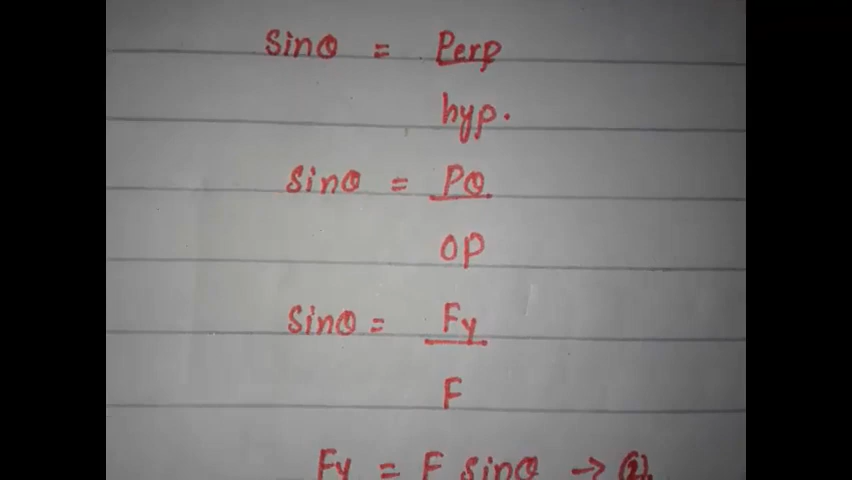 Sinθ = Perp
hyp.
Sinθ = PQ
OP
Sinθ = Fy
F
Fy = F sinθ → (2).